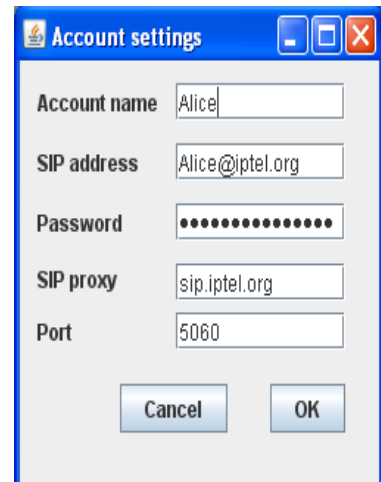 Account settings
Account name Alice
SIP address Alice@iptel.org
Password ●●●●●●●●●●●●●●●
SIP proxy sip.iptel.org
Port 5060
Cancel OK